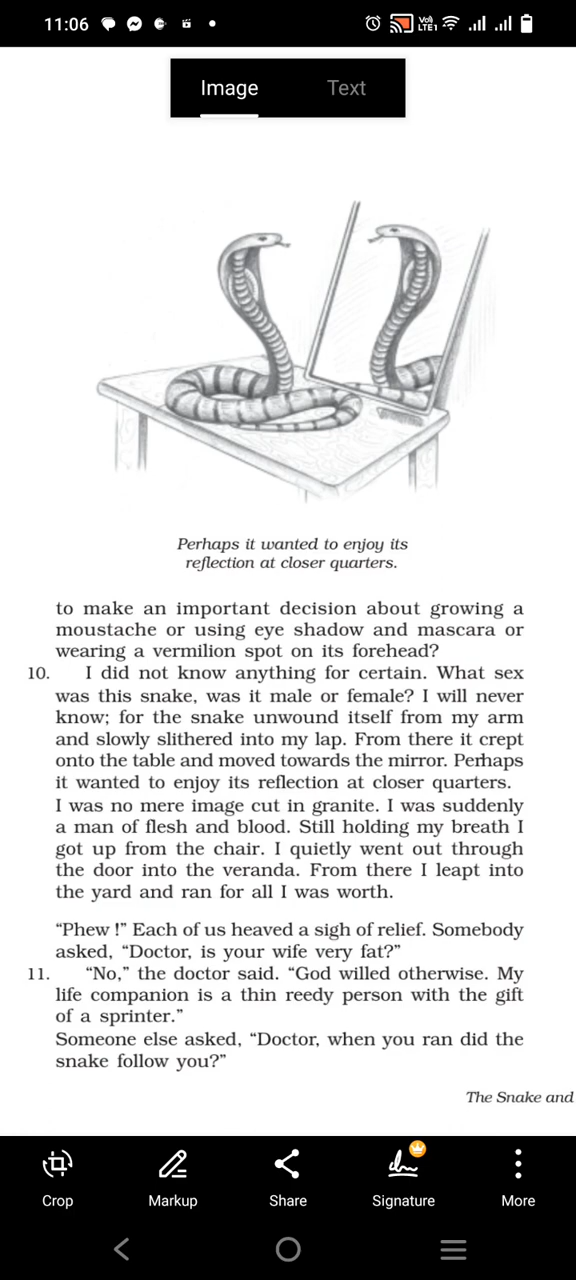 11:06
Vo))
LTE1
Image
Text
Perhaps it wanted to enjoy its
reflection at closer quarters.
to make an important decision about growing a
moustache or using eye shadow and mascara or
wearing a vermilion spot on its forehead?
10. I did not know anything for certain. What sex
was this snake, was it male or female? I will never
know; for the snake unwound itself from my arm
and slowly slithered into my lap. From there it crept
onto the table and moved towards the mirror. Perhaps
it wanted to enjoy its reflection at closer quarters.
I was no mere image cut in granite. I was suddenly
a man of flesh and blood. Still holding my breath I
got up from the chair. I quietly went out through
the door into the veranda. From there I leapt into
the yard and ran for all I was worth.
“Phew !” Each of us heaved a sigh of relief. Somebody
asked, “Doctor, is your wife very fat?”
11. “No,” the doctor said. “God willed otherwise. My
life companion is a thin reedy person with the gift
of a sprinter.”
Someone else asked, “Doctor, when you ran did the
snake follow you?”
The Snake and
Crop
Markup
Share
Signature
More